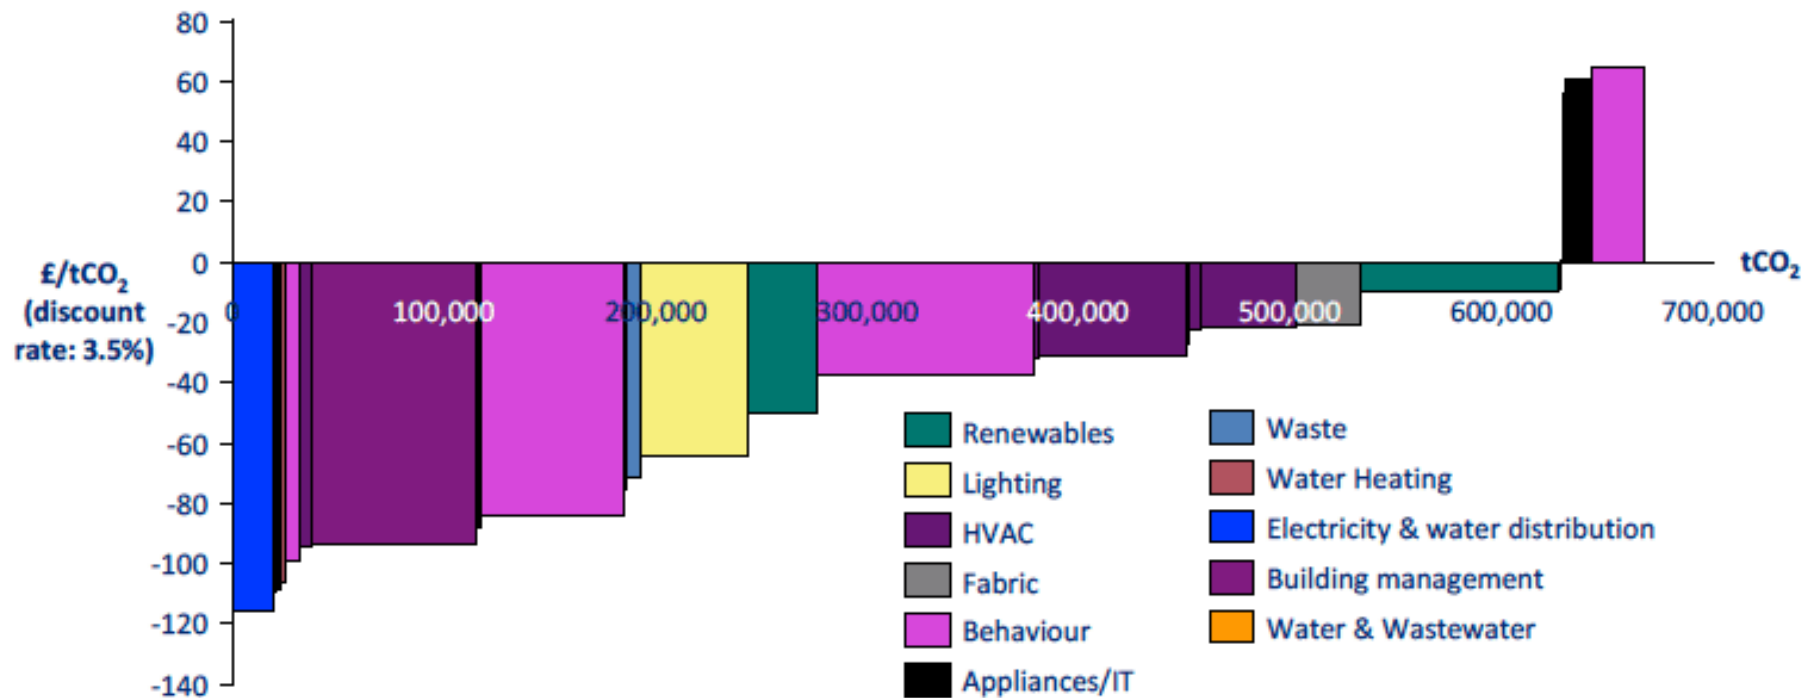 80
60
40
20
0
-20
-40
-60
-80
-100
-120
-140
£/tCO₂
(discount
rate: 3.5%)
tCO₂
0 100,000 200,000 300,000 400,000 500,000 600,000 700,000
Renewables
Lighting
HVAC
Fabric
Behaviour
Appliances/IT
Waste
Water Heating
Electricity & water distribution
Building management
Water & Wastewater